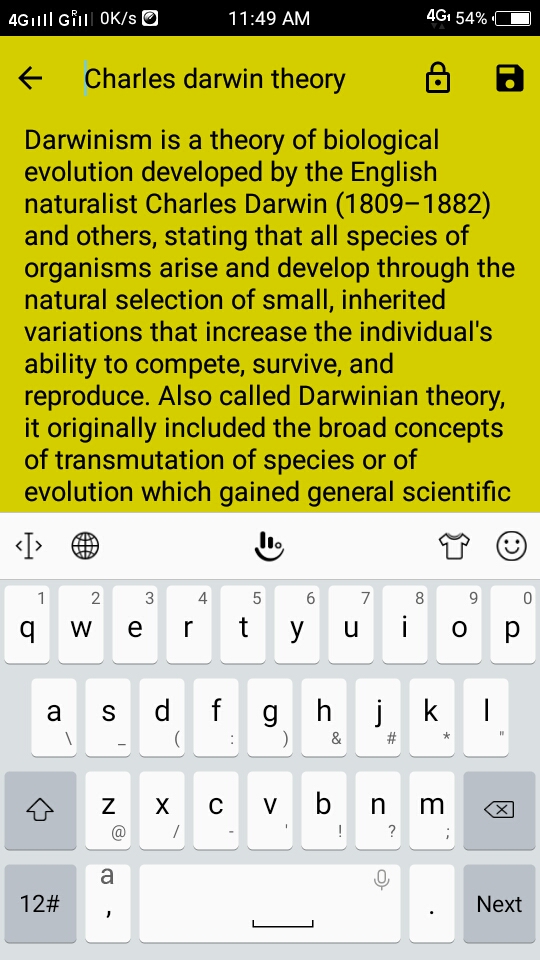 4G G R 0K/s 11:49 AM 4G 54%
Charles darwin theory
Darwinism is a theory of biological
evolution developed by the English
naturalist Charles Darwin (1809–1882)
and others, stating that all species of
organisms arise and develop through the
natural selection of small, inherited
variations that increase the individual's
ability to compete, survive, and
reproduce. Also called Darwinian theory,
it originally included the broad concepts
of transmutation of species or of
evolution which gained general scientific
1 2 3 4 5 6 7 8 9 0
q w e r t y u i o p
a s d f g h j k l
\ _ ( : ) & # * "
z x c v b n m
@ / - ' ! ? ;
12# a , . Next